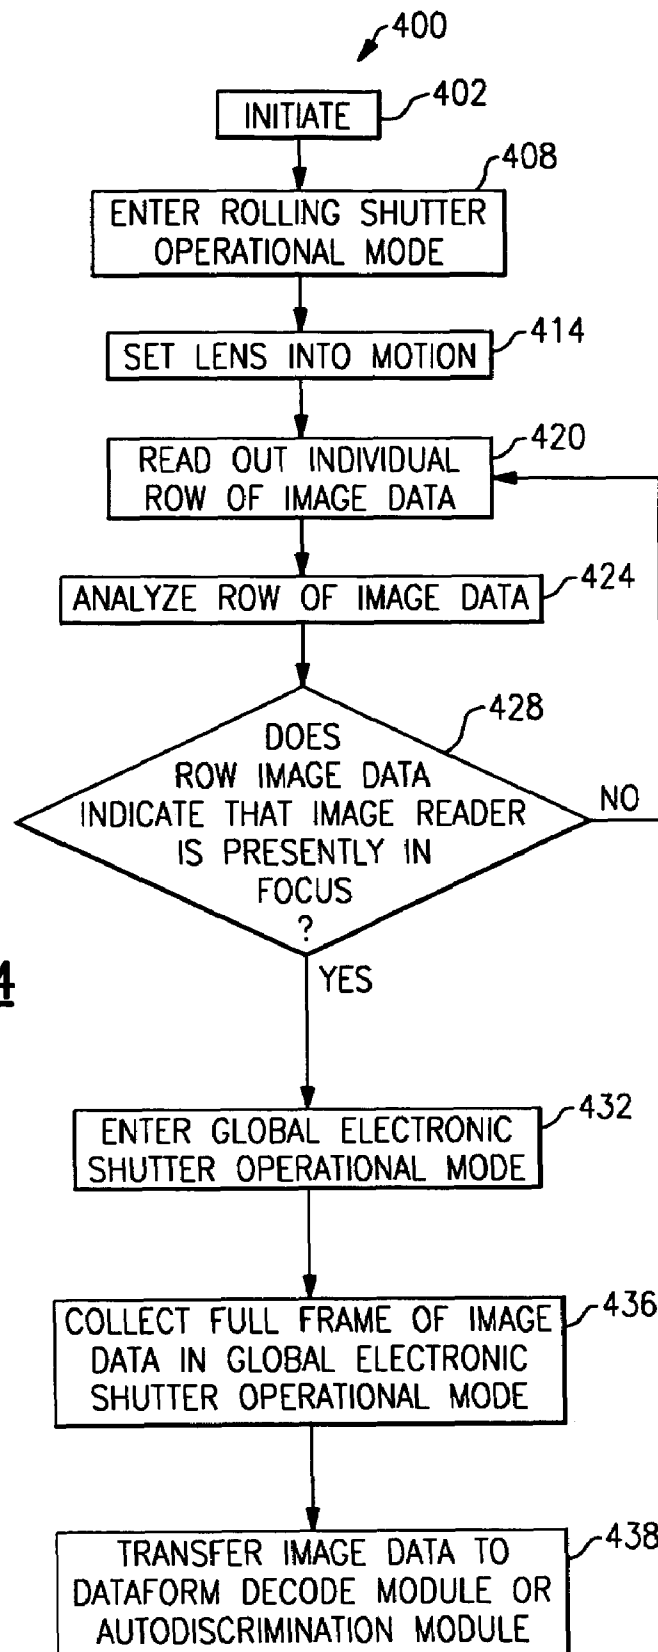 400
INITIATE
402
408
ENTER ROLLING SHUTTER
OPERATIONAL MODE
SET LENS INTO MOTION
414
READ OUT INDIVIDUAL
ROW OF IMAGE DATA
420
ANALYZE ROW OF IMAGE DATA
424
428
DOES
ROW IMAGE DATA
INDICATE THAT IMAGE READER
IS PRESENTLY IN
FOCUS
?
NO
YES
4
ENTER GLOBAL ELECTRONIC
SHUTTER OPERATIONAL MODE
432
COLLECT FULL FRAME OF IMAGE
DATA IN GLOBAL ELECTRONIC
SHUTTER OPERATIONAL MODE
436
TRANSFER IMAGE DATA TO
DATAFORM DECODE MODULE OR
AUTODISCRIMINATION MODULE
438